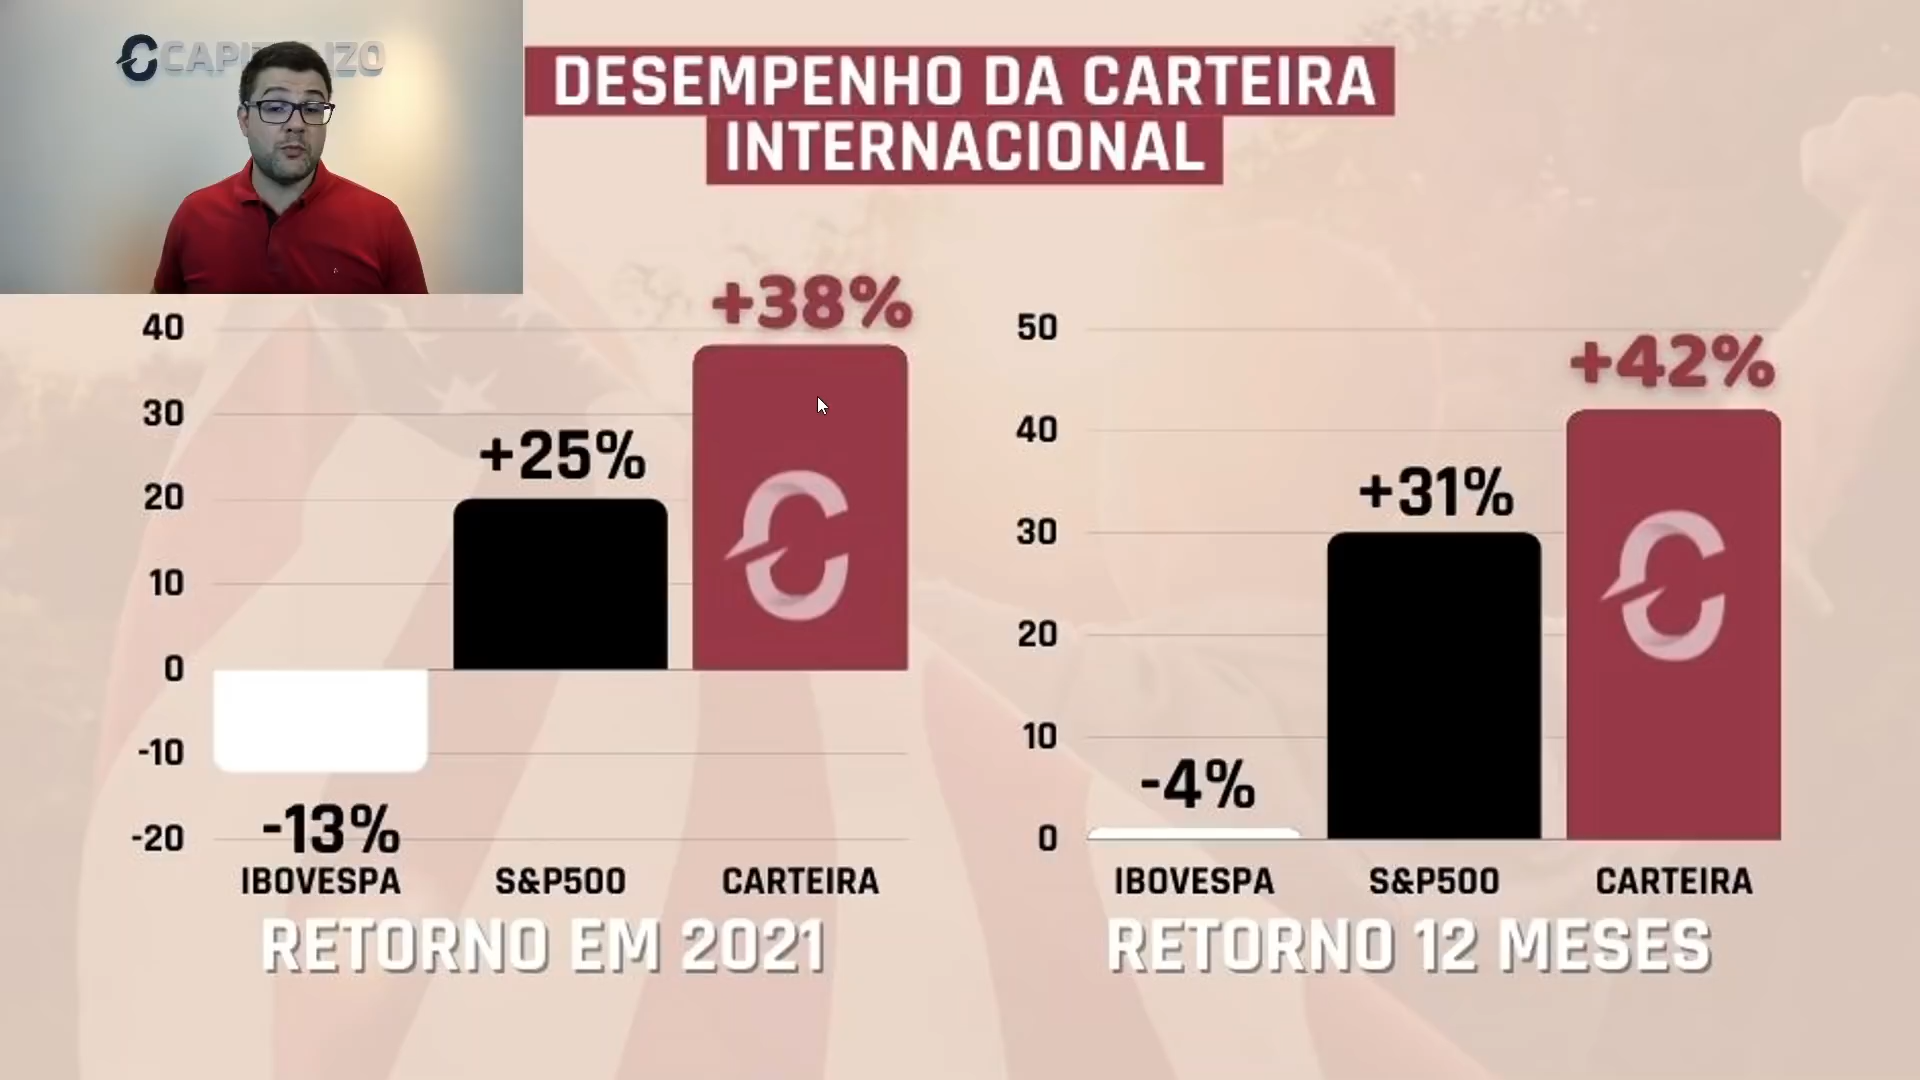 CAPITALIZO
DESEMPENHO DA CARTEIRA
INTERNACIONAL
40
30
20
10
0
-10
-20
-13%
+25%
+38%
IBOVESPA
S&P500
CARTEIRA
RETORNO EM 2021
50
40
30
20
10
0
-4%
+31%
+42%
IBOVESPA
S&P500
CARTEIRA
RETORNO 12 MESES